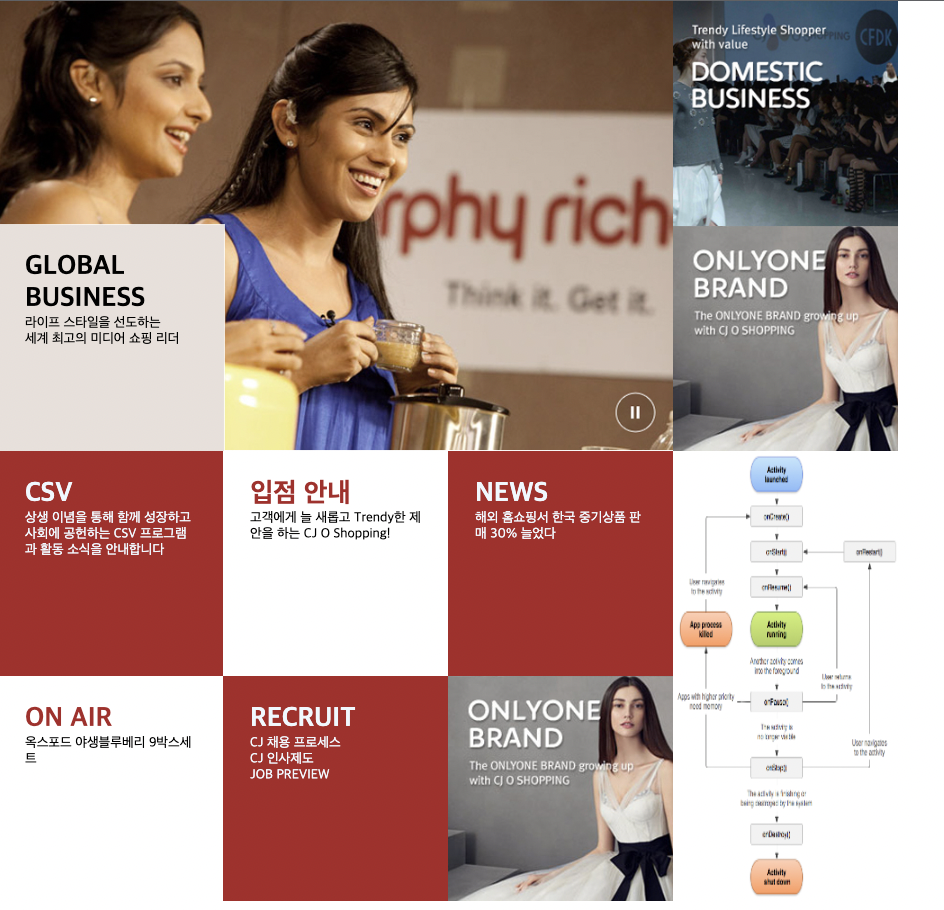 rphy rich
Think it. Get it.
GLOBAL
BUSINESS
라이프 스타일을 선도하는
세계 최고의 미디어 쇼핑 리더
Trendy Lifestyle Shopper
with value
DOMESTIC
BUSINESS
CFDK
ONLYONE
BRAND
The ONLYONE BRAND growing up
with CJ O SHOPPING
CSV
상생 이념을 통해 함께 성장하고
사회에 공헌하는 CSV 프로그램
과 활동 소식을 안내합니다
입점 안내
고객에게 늘 새롭고 Trendy한 제
안을 하는 CJ O Shopping!
NEWS
해외 홈쇼핑서 한국 중기상품 판
매 30% 늘었다
ON AIR
옥스포드 야생블루베리 9박스세
트
RECRUIT
CJ 채용 프로세스
CJ 인사제도
JOB PREVIEW
ONLYONE
BRAND
The ONLYONE BRAND growing up
with CJ O SHOPPING
Activity
launched
onCreate()
onStart()
onRestart()
User navigates
to the activity
onResume()
App process
killed
Activity
running
Another activity comes
into the foreground
User returns
to the activity
Apps with higher priority
need memory
onPause()
The activity is
no longer visible
User navigates
to the activity
onStop()
The activity is finishing or
being destroyed by the system
onDestroy()
Activity
shut down